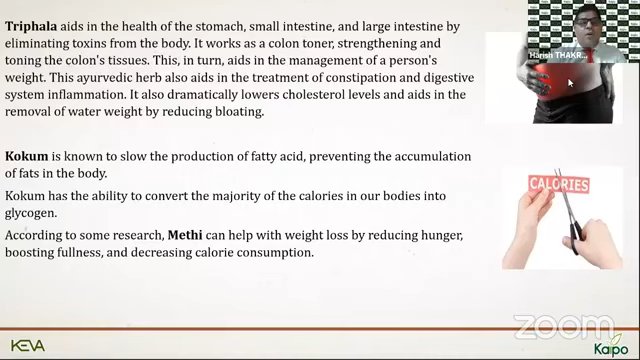 Triphala aids in the health of the stomach, small intestine, and large intestine by
eliminating toxins from the body. It works as a colon toner, strengthening and
toning the colon's tissues. This, in turn, aids in the management of a person's
weight. This ayurvedic herb also aids in the treatment of constipation and digestive
system inflammation. It also dramatically lowers cholesterol levels and aids in the
removal of water weight by reducing bloating.
Harish THAKR...
Kokum is known to slow the production of fatty acid, preventing the accumulation
of fats in the body.
Kokum has the ability to convert the majority of the calories in our bodies into
glycogen.
According to some research, Methi can help with weight loss by reducing hunger,
boosting fullness, and decreasing calorie consumption.
CALORIES
zoom
KEVA
Kaipo